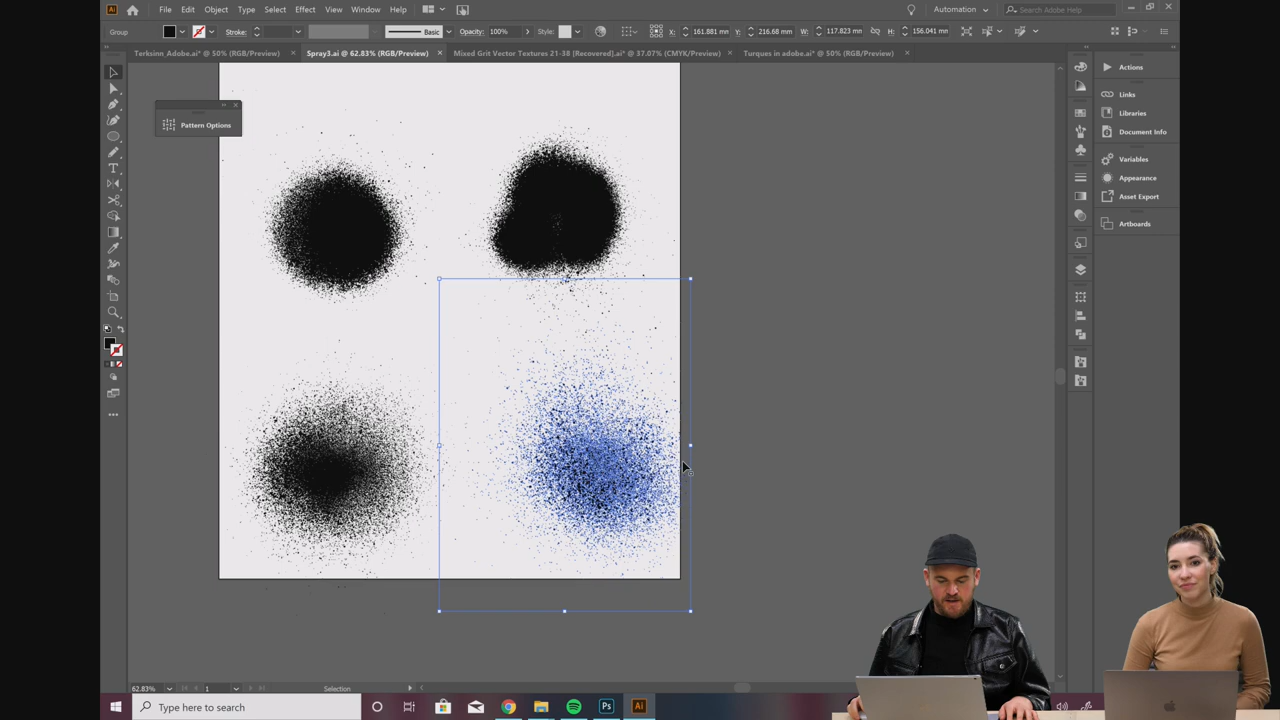 Ai File Edit Object Type Select Effect View Window Help Automation Search Adobe Help
Group Stroke: Basic Opacity: 100% Style: X: 161.881 mm Y: 216.68 mm W: 117.823 mm H: 156.041 mm
Terksinn_Adobe.ai* @ 50% (RGB/Preview) × Spray3.ai @ 62.83% (RGB/Preview) × Mixed Grit Vector Textures 21-38 [Recovered].ai* @ 37.07% (CMYK/Preview) × Turques in adobe.ai* @ 50% (RGB/Preview) ×
Pattern Options
Actions
Links
Libraries
Document Info
Variables
Appearance
Asset Export
Artboards
62.83% 1 Selection
Type here to search
Ps Ai